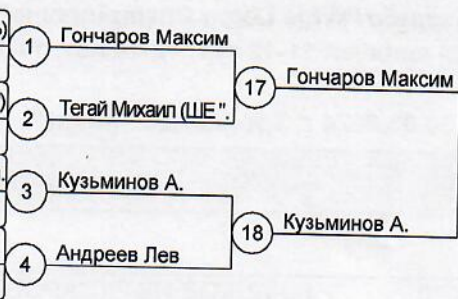 1 Гончаров Максим
17 Гончаров Максим
2 Тегай Михаил (ШЕ".
3 Кузьминов А.
18 Кузьминов А.
4 Андреев Лев